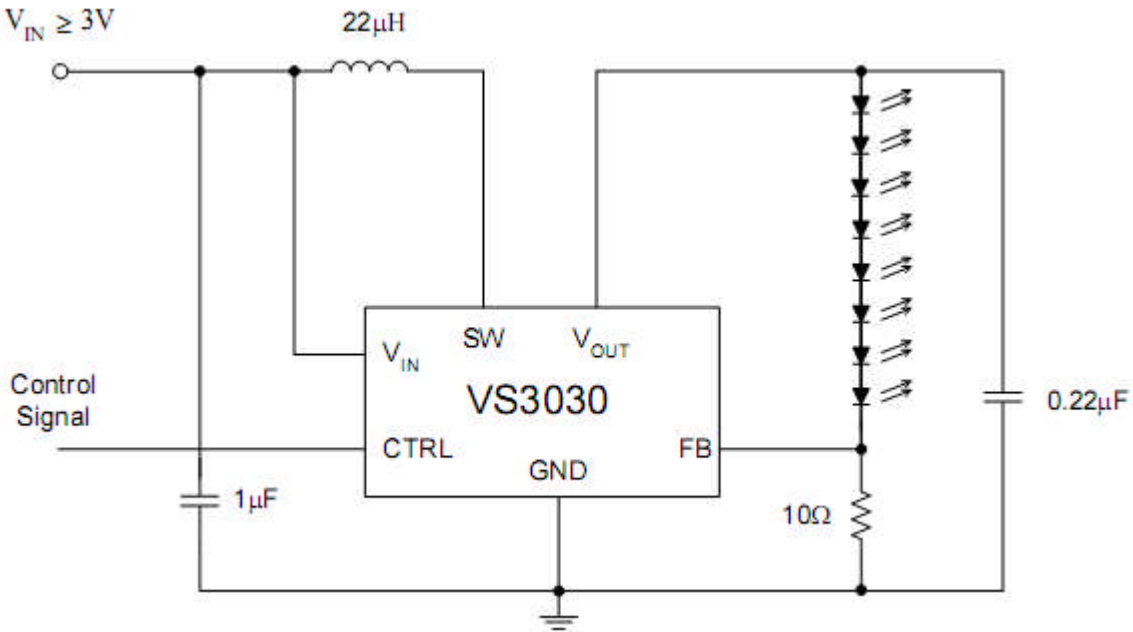 V_IN ≥ 3V
22μH
SW
V_OUT
V_IN
VS3030
Control
Signal
CTRL
FB
GND
0.22μF
1μF
10Ω